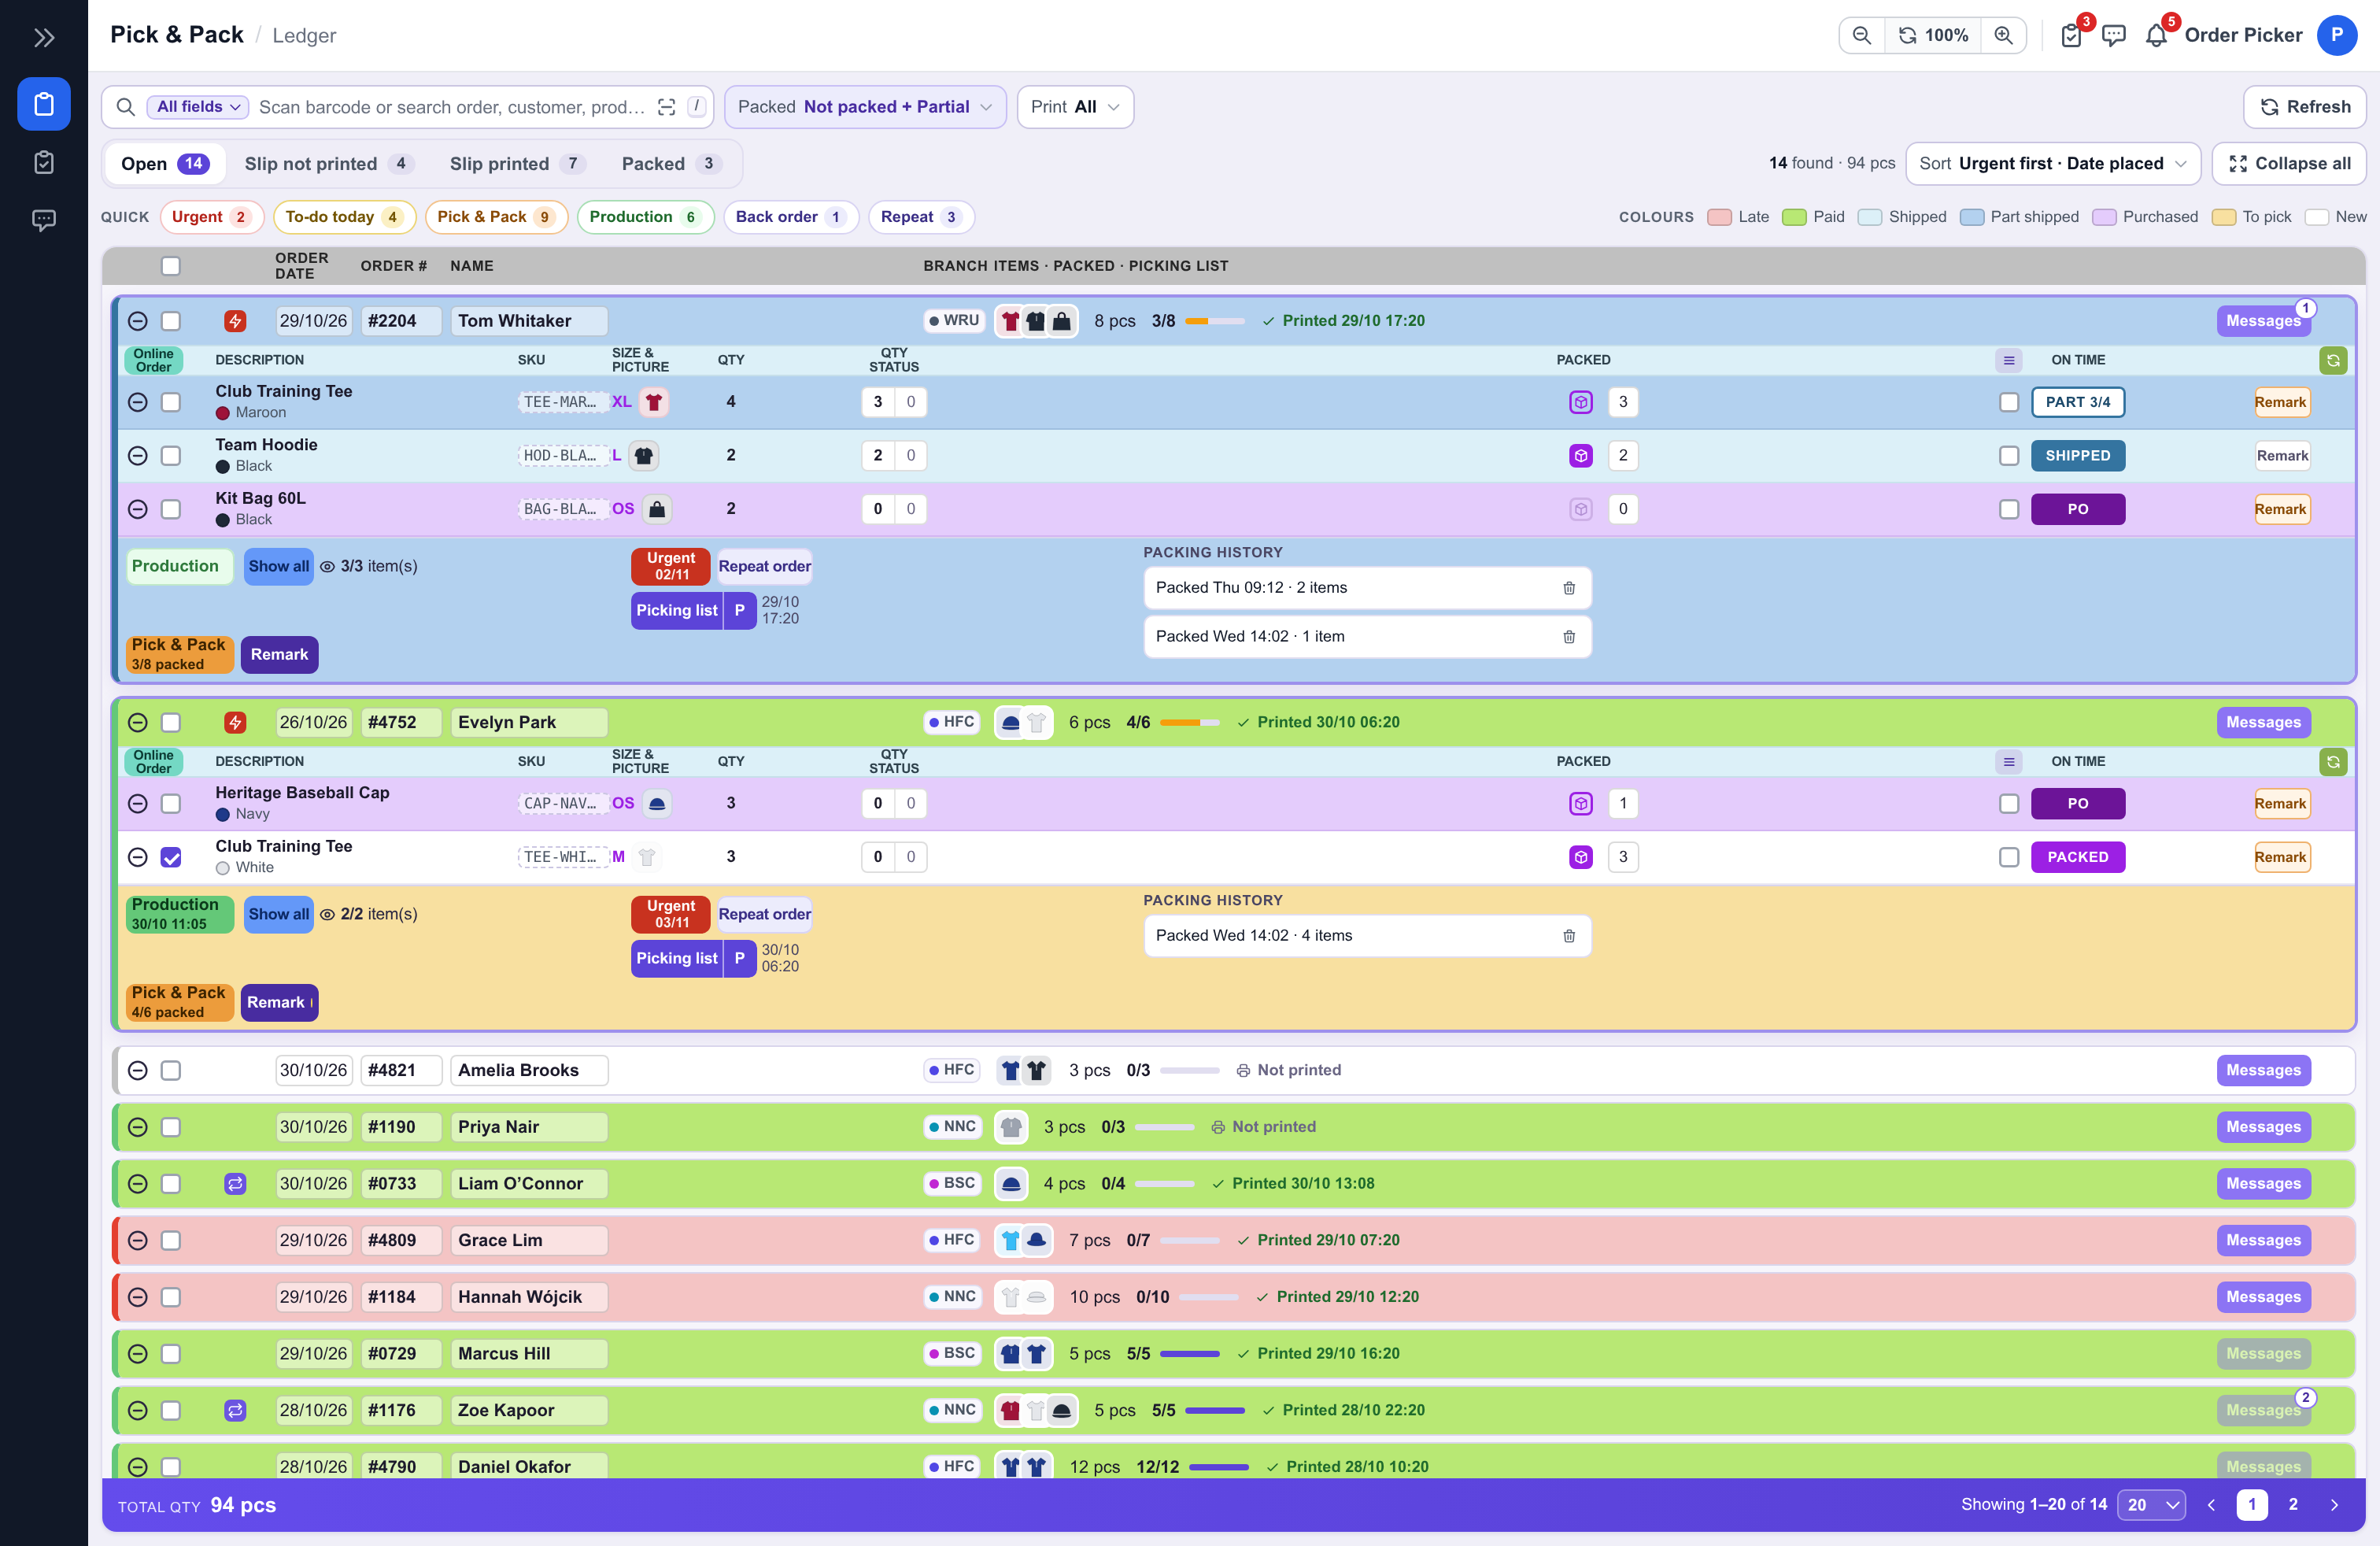 Pick & Pack / Ledger
100%
3
5
Order Picker
P
All fields
Scan barcode or search order, customer, prod…
/
Packed Not packed + Partial
Print All
Refresh
Open 14
Slip not printed 4
Slip printed 7
Packed 3
14 found · 94 pcs
Sort Urgent first · Date placed
Collapse all
QUICK
Urgent 2
To-do today 4
Pick & Pack 9
Production 6
Back order 1
Repeat 3
COLOURS
Late
Paid
Shipped
Part shipped
Purchased
To pick
New
ORDER DATE
ORDER #
NAME
BRANCH ITEMS · PACKED · PICKING LIST
29/10/26 #2204 Tom Whitaker WRU 8 pcs 3/8 Printed 29/10 17:20 Messages 1
Online Order
DESCRIPTION
SKU
SIZE & PICTURE
QTY
QTY STATUS
PACKED
ON TIME
Club Training Tee
Maroon
TEE-MAR… XL 4 3 0 3 PART 3/4 Remark
Team Hoodie
Black
HOD-BLA… L 2 2 0 2 SHIPPED Remark
Kit Bag 60L
Black
BAG-BLA… OS 2 0 0 0 PO Remark
Production
Show all
3/3 item(s)
Urgent 02/11
Repeat order
Picking list P
29/10 17:20
PACKING HISTORY
Packed Thu 09:12 · 2 items
Packed Wed 14:02 · 1 item
Pick & Pack
3/8 packed
Remark
26/10/26 #4752 Evelyn Park HFC 6 pcs 4/6 Printed 30/10 06:20 Messages
Online Order
DESCRIPTION
SKU
SIZE & PICTURE
QTY
QTY STATUS
PACKED
ON TIME
Heritage Baseball Cap
Navy
CAP-NAV… OS 3 0 0 1 PO Remark
Club Training Tee
White
TEE-WHI… M 3 0 0 3 PACKED Remark
Production
30/10 11:05
Show all
2/2 item(s)
Urgent 03/11
Repeat order
Picking list P
30/10 06:20
PACKING HISTORY
Packed Wed 14:02 · 4 items
Pick & Pack
4/6 packed
Remark
30/10/26 #4821 Amelia Brooks HFC 3 pcs 0/3 Not printed Messages
30/10/26 #1190 Priya Nair NNC 3 pcs 0/3 Not printed Messages
30/10/26 #0733 Liam O’Connor BSC 4 pcs 0/4 Printed 30/10 13:08 Messages
29/10/26 #4809 Grace Lim HFC 7 pcs 0/7 Printed 29/10 07:20 Messages
29/10/26 #1184 Hannah Wójcik NNC 10 pcs 0/10 Printed 29/10 12:20 Messages
29/10/26 #0729 Marcus Hill BSC 5 pcs 5/5 Printed 29/10 16:20 Messages
28/10/26 #1176 Zoe Kapoor NNC 5 pcs 5/5 Printed 28/10 22:20 Messages 2
28/10/26 #4790 Daniel Okafor HFC 12 pcs 12/12 Printed 28/10 10:20 Messages
TOTAL QTY 94 pcs
Showing 1–20 of 14
20
1
2